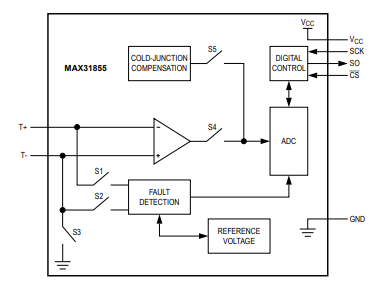 VCC
S5
VCC
COLD-JUNCTION
COMPENSATION
DIGITAL
CONTROL
SCK
SO
CS
MAX31855
T+
S4
ADC
T-
S1
S2
FAULT
DETECTION
S3
REFERENCE
VOLTAGE
GND